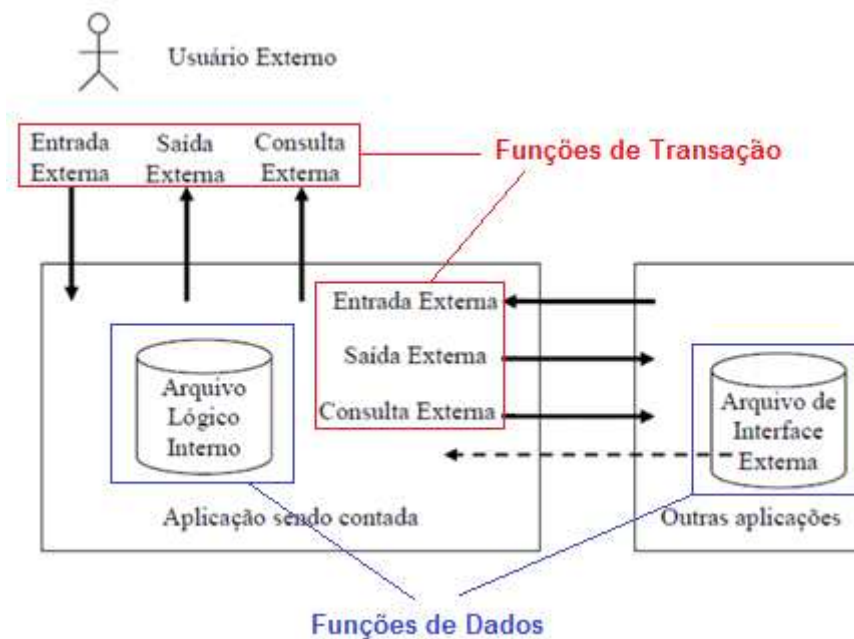 Usuário Externo
Entrada Externa
Saída Externa
Consulta Externa
Funções de Transação
Entrada Externa
Saída Externa
Consulta Externa
Arquivo
Lógico
Interno
Arquivo de
Interface
Externa
Aplicação sendo contada
Outras aplicações
Funções de Dados